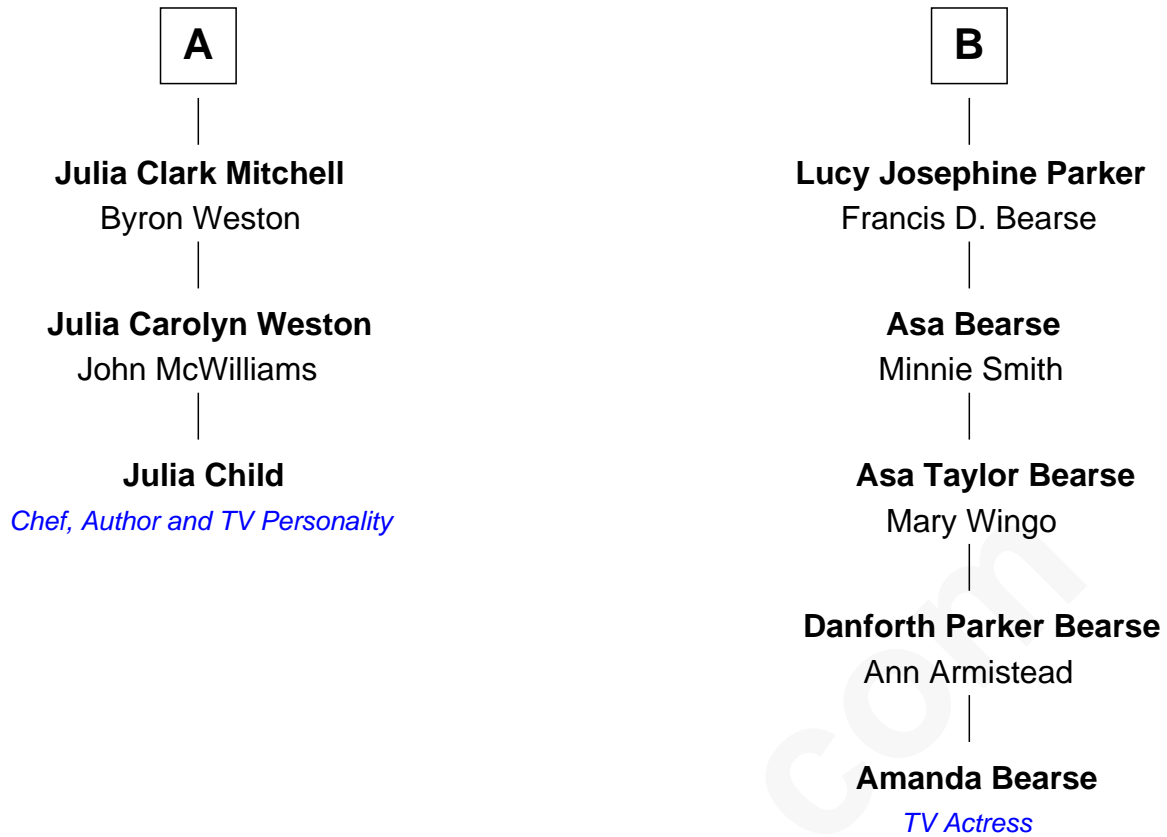 A
Julia Clark Mitchell
Byron Weston
Julia Carolyn Weston
John McWilliams
Julia Child
Chef, Author and TV Personality
B
Lucy Josephine Parker
Francis D. Bearse
Asa Bearse
Minnie Smith
Asa Taylor Bearse
Mary Wingo
Danforth Parker Bearse
Ann Armistead
Amanda Bearse
TV Actress
com